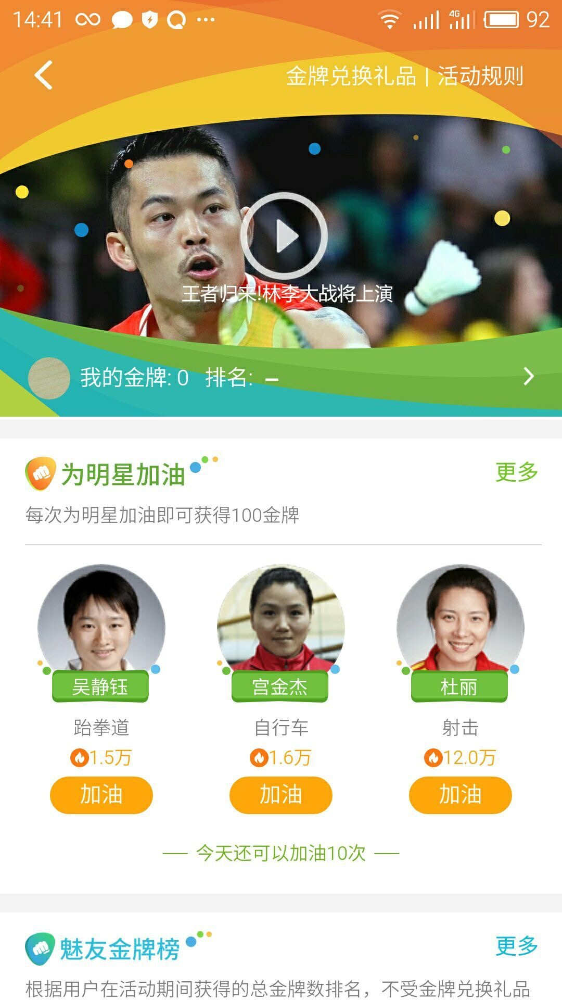 14:41 4G 92
金牌兑换礼品 | 活动规则
王者归来!林李大战将上演
我的金牌: 0 排名: –
为明星加油 更多
每次为明星加油即可获得100金牌
吴静钰 宫金杰 杜丽
跆拳道 自行车 射击
1.5万 1.6万 12.0万
加油 加油 加油
今天还可以加油10次
魅友金牌榜 更多
根据用户在活动期间获得的总金牌数排名，不受金牌兑换礼品